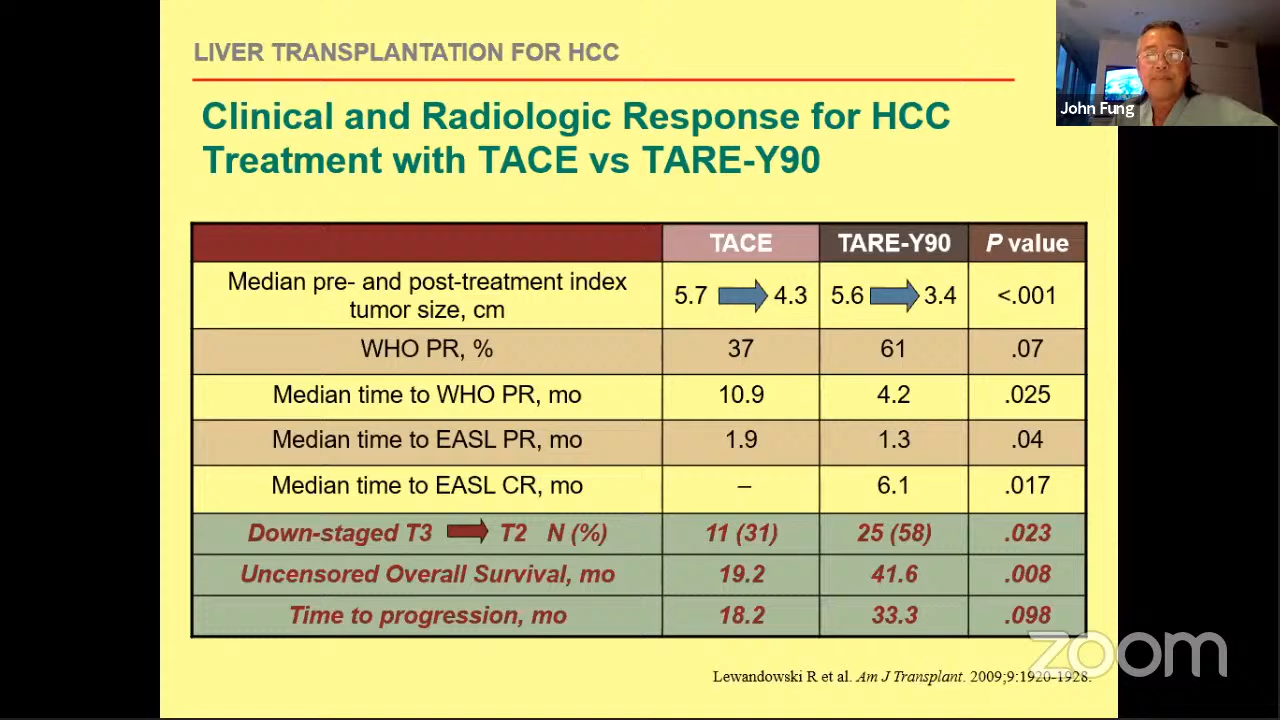 LIVER TRANSPLANTATION FOR HCC
Clinical and Radiologic Response for HCC
Treatment with TACE vs TARE-Y90
John Fung
TACE TARE-Y90 P value
Median pre- and post-treatment index
tumor size, cm 5.7 4.3 5.6 3.4 <.001
WHO PR, % 37 61 .07
Median time to WHO PR, mo 10.9 4.2 .025
Median time to EASL PR, mo 1.9 1.3 .04
Median time to EASL CR, mo – 6.1 .017
Down-staged T3 T2 N (%) 11 (31) 25 (58) .023
Uncensored Overall Survival, mo 19.2 41.6 .008
Time to progression, mo 18.2 33.3 .098
zoom
Lewandowski R et al. Am J Transplant. 2009;9:1920-1928.